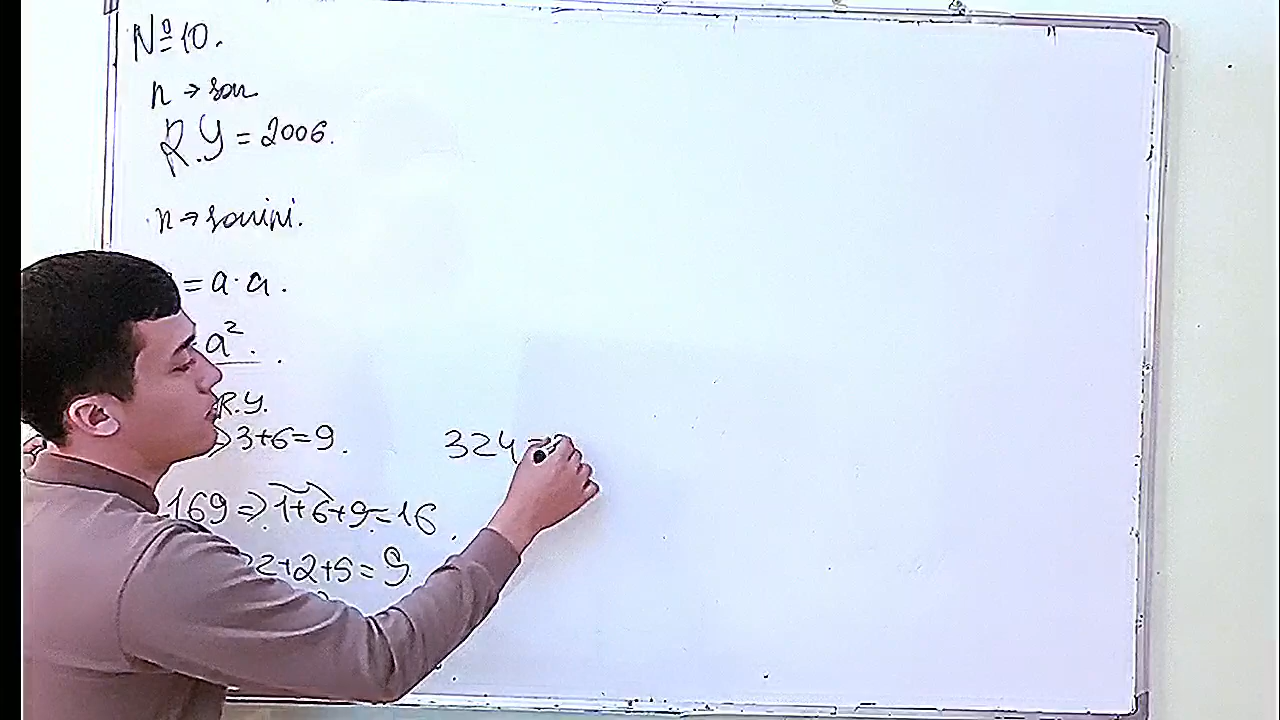 №10.
n → son
R.Y = 2006.
n → sonini.
= a · a.
a².
R.Y.
⇒ 3+6=9.
324 =
169 ⇒ 1+6+9=16
2+2+5=9